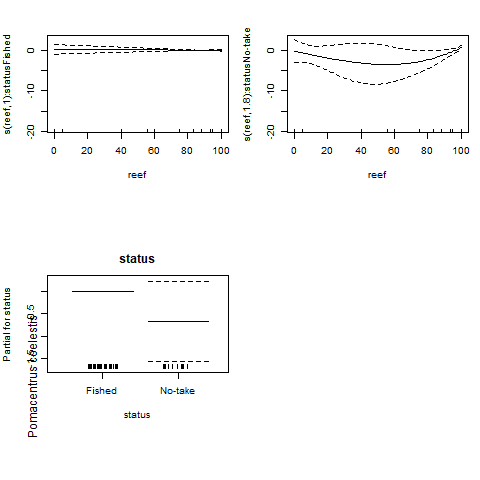 s(reef,1):statusFished
0
-10
-20
0 20 40 60 80 100
reef
s(reef,1.8):statusNo-take
0
-10
-20
0 20 40 60 80 100
reef
status
Partial for status
Pomacentrus coelestis
Fished No-take
status